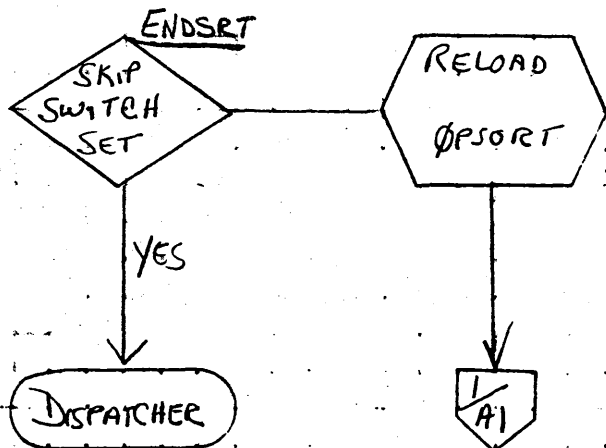 ENDSRT
SKIP
SWITCH
SET
RELOAD
ØPSORT
YES
DISPATCHER
1
A1